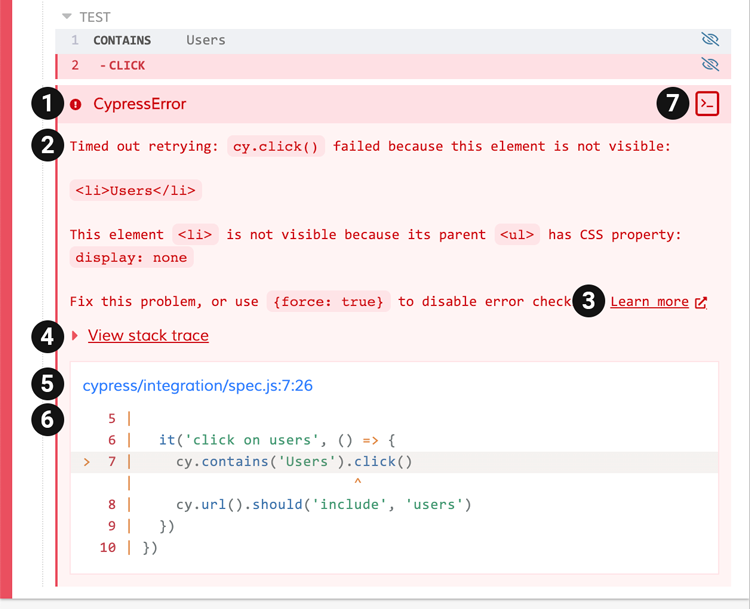 TEST
1 CONTAINS Users
2 -CLICK
1 CypressError 7 >_
2 Timed out retrying: cy.click() failed because this element is not visible:
<li>Users</li>
This element <li> is not visible because its parent <ul> has CSS property:
display: none
Fix this problem, or use {force: true} to disable error check 3 Learn more
4 View stack trace
5 cypress/integration/spec.js:7:26
6 5 |
6 | it('click on users', () => {
> 7 | cy.contains('Users').click()
| ^
8 | cy.url().should('include', 'users')
9 | })
10 | })